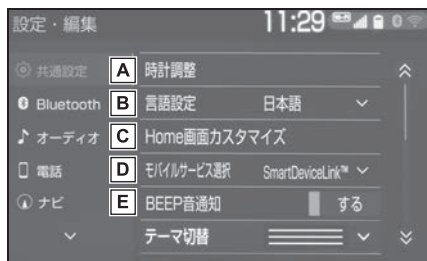 設定・編集 11:29
共通設定 A 時計調整
Bluetooth B 言語設定 日本語
オーディオ C Home画面カスタマイズ
電話 D モバイルサービス選択 SmartDeviceLink™
ナビ E BEEP音通知 する
テーマ切替